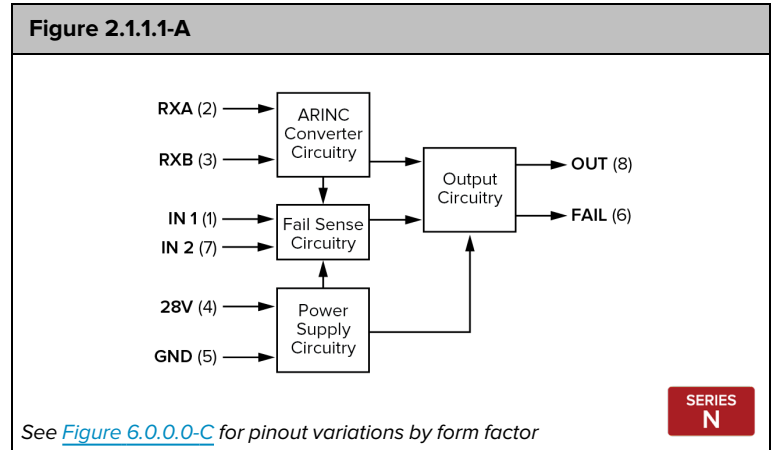 Figure 2.1.1.1-A
RXA (2)
RXB (3)
ARINC
Converter
Circuitry
IN 1 (1)
IN 2 (7)
Fail Sense
Circuitry
28V (4)
GND (5)
Power
Supply
Circuitry
Output
Circuitry
OUT (8)
FAIL (6)
SERIES
N
See Figure 6.0.0.0-C for pinout variations by form factor